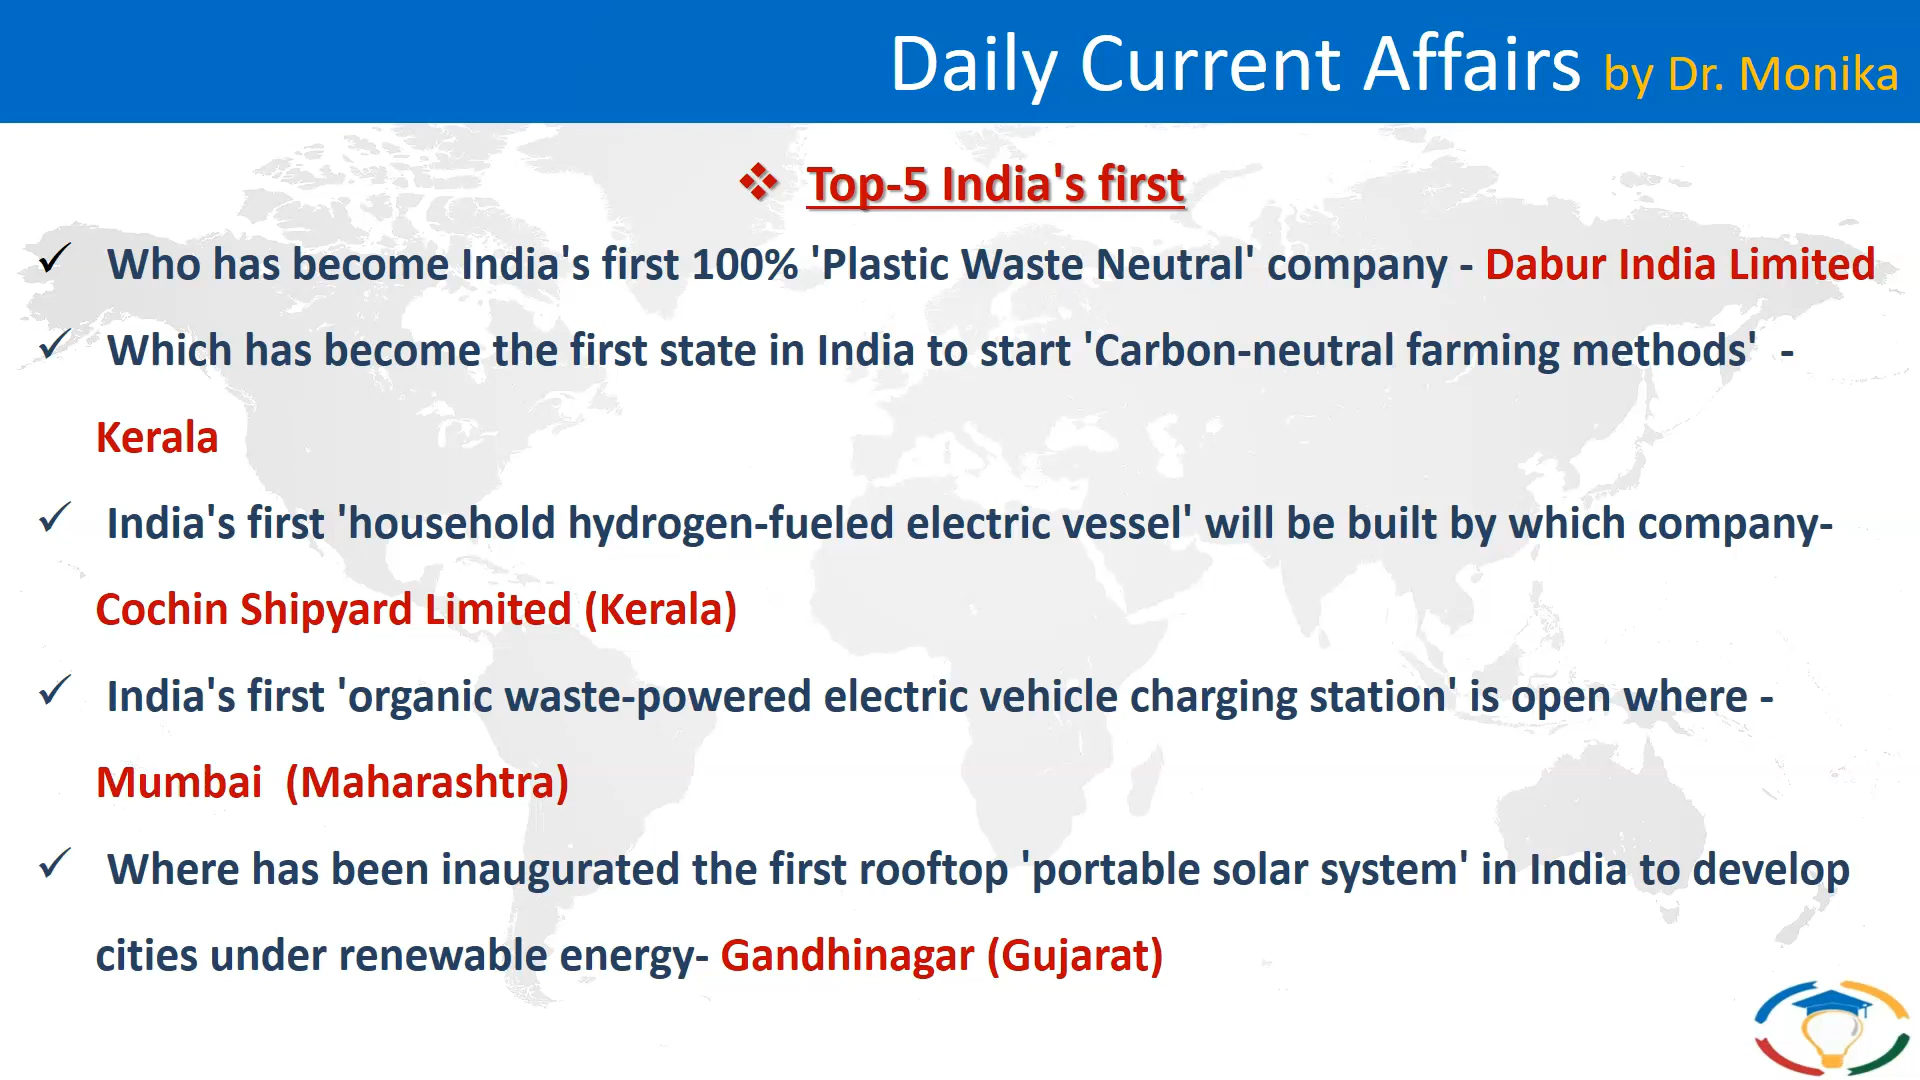 Daily Current Affairs by Dr. Monika
❖ Top-5 India's first
✓ Who has become India's first 100% 'Plastic Waste Neutral' company - Dabur India Limited
✓ Which has become the first state in India to start 'Carbon-neutral farming methods' -
Kerala
✓ India's first 'household hydrogen-fueled electric vessel' will be built by which company-
Cochin Shipyard Limited (Kerala)
✓ India's first 'organic waste-powered electric vehicle charging station' is open where -
Mumbai (Maharashtra)
✓ Where has been inaugurated the first rooftop 'portable solar system' in India to develop
cities under renewable energy- Gandhinagar (Gujarat)